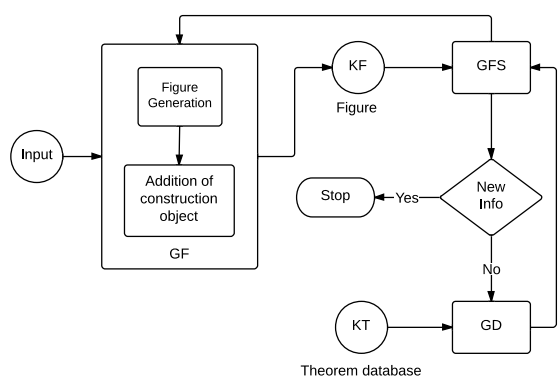 Input
Figure
Generation
Addition of
construction
object
GF
KF
Figure
GFS
New
Info
Yes
Stop
No
KT
Theorem database
GD